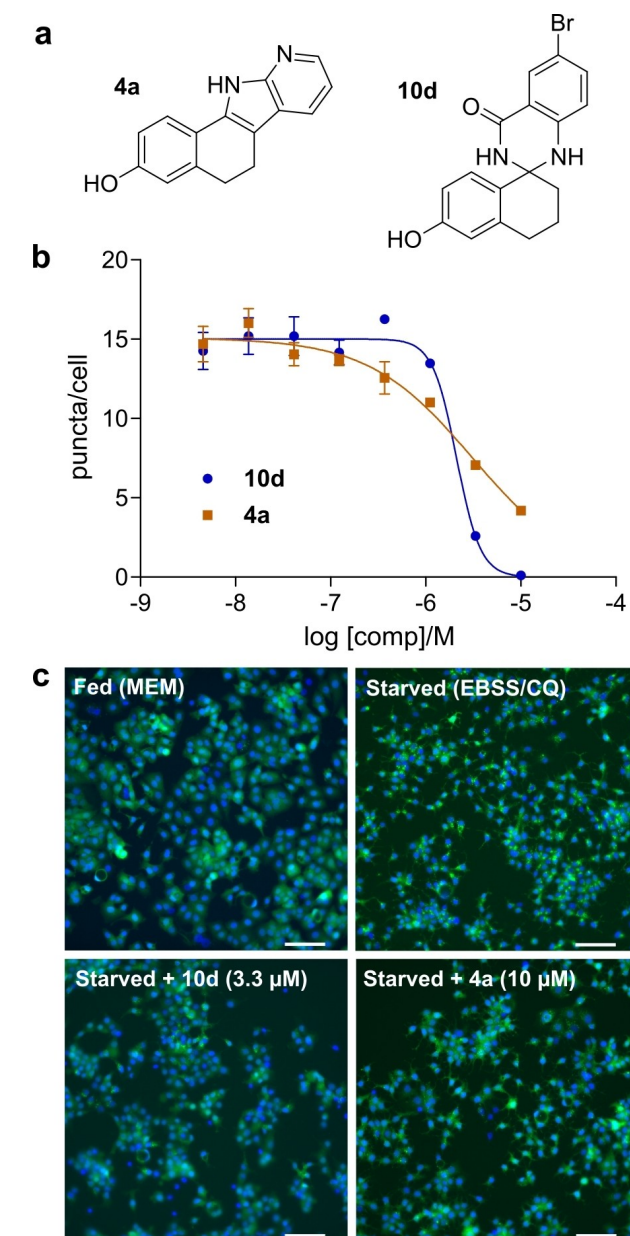 a
4a
HN
N
HO
10d
Br
O
HN
NH
HO
b
20
15
10
5
0
puncta/cell
10d
4a
-9 -8 -7 -6 -5 -4
log [comp]/M
c
Fed (MEM)
Starved (EBSS/CQ)
Starved + 10d (3.3 µM)
Starved + 4a (10 µM)